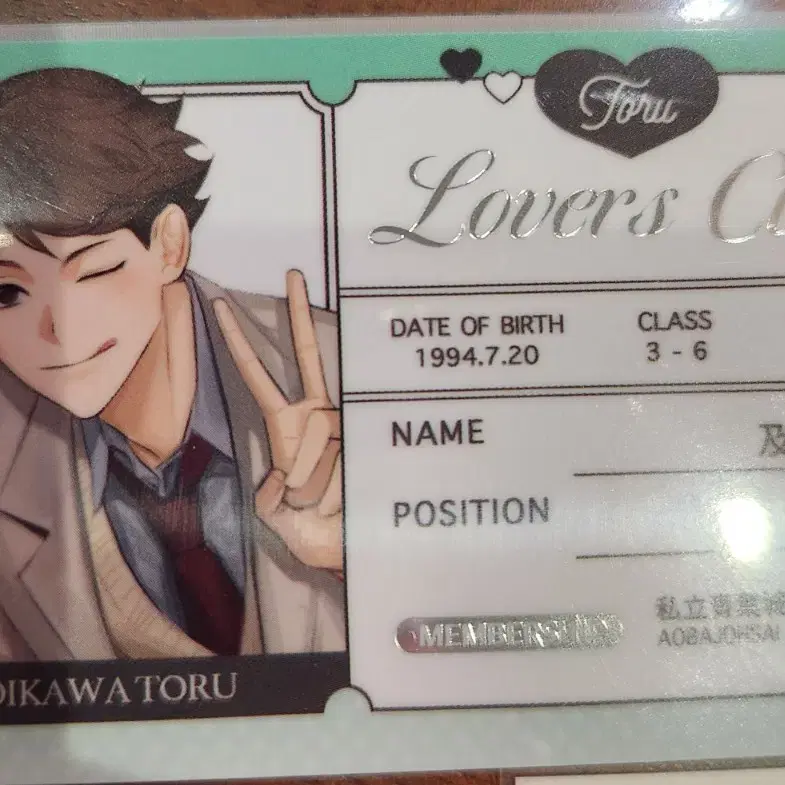 Toru
Lovers
DATE OF BIRTH
1994.7.20
CLASS
3 - 6
NAME
及
POSITION
MEMBERSHIP
私立青葉城
AOBAJOHSAI
OIKAWA TORU